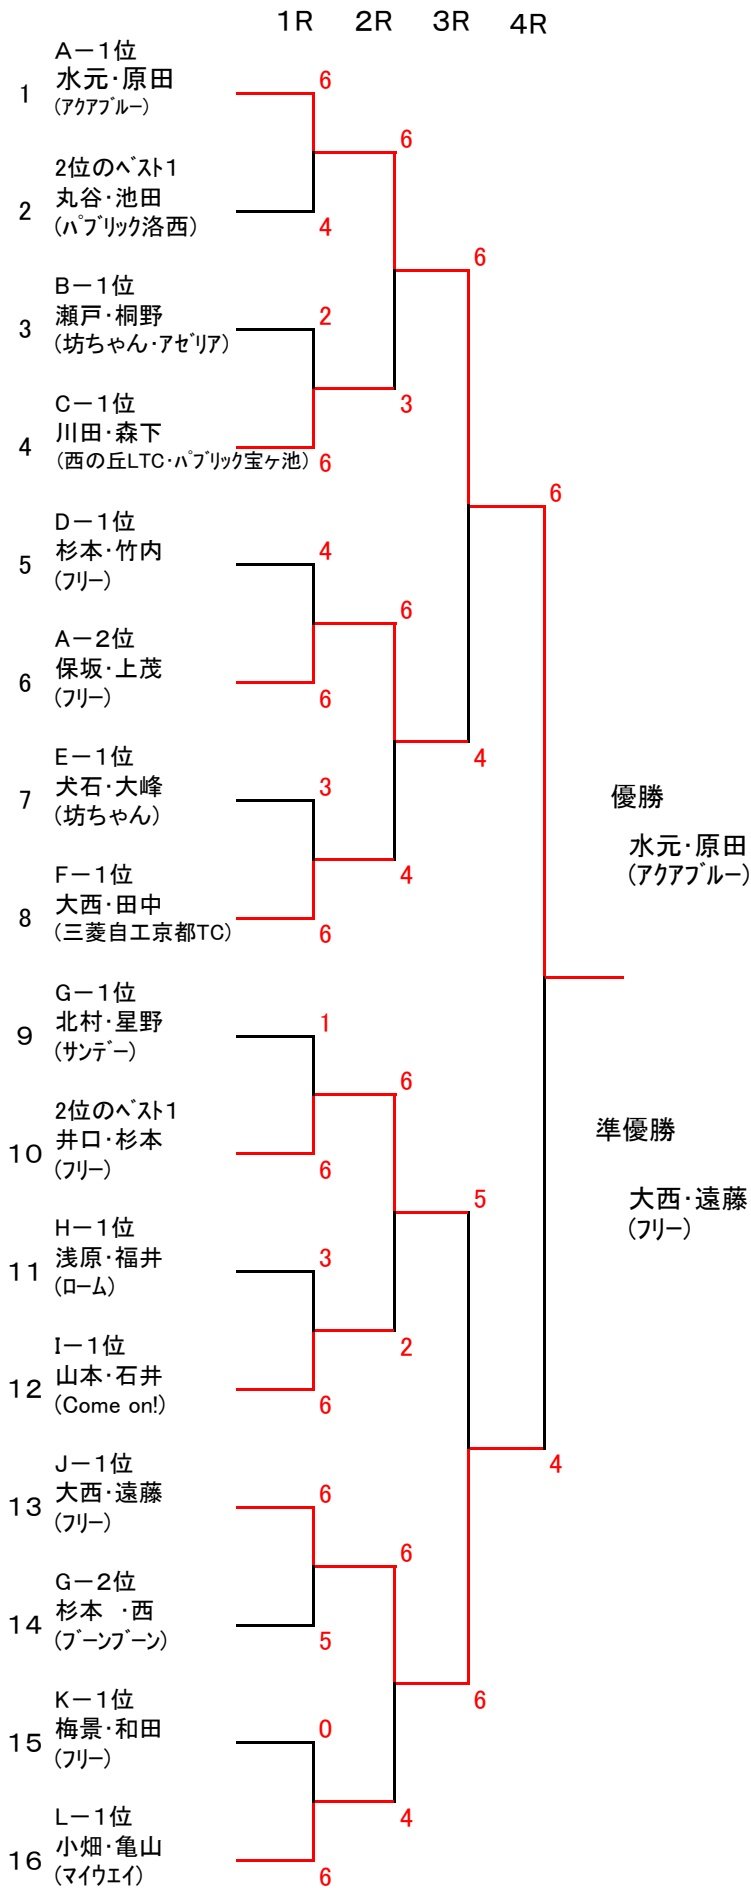 1R 2R 3R 4R
A－1位
1 水元・原田
(アクアブルー)
6
6
2位のベスト1
2 丸谷・池田
(パブリック洛西)
4
6
B－1位
3 瀬戸・桐野
(坊ちゃん・アゼリア)
2
3
C－1位
4 川田・森下
(西の丘LTC・パブリック宝ヶ池)
6
6
D－1位
5 杉本・竹内
(フリー)
4
6
A－2位
6 保坂・上茂
(フリー)
6
4
E－1位
7 犬石・大峰
(坊ちゃん)
3
4
F－1位
8 大西・田中
(三菱自工京都TC)
6
優勝
水元・原田
(アクアブルー)
G－1位
9 北村・星野
(サンデー)
1
6
2位のベスト1
10 井口・杉本
(フリー)
6
5
準優勝
大西・遠藤
(フリー)
H－1位
11 浅原・福井
(ローム)
3
2
I－1位
12 山本・石井
(Come on!)
6
4
J－1位
13 大西・遠藤
(フリー)
6
6
G－2位
14 杉本　・西
(ブーンブーン)
5
6
K－1位
15 梅景・和田
(フリー)
0
4
L－1位
16 小畑・亀山
(マイウエイ)
6